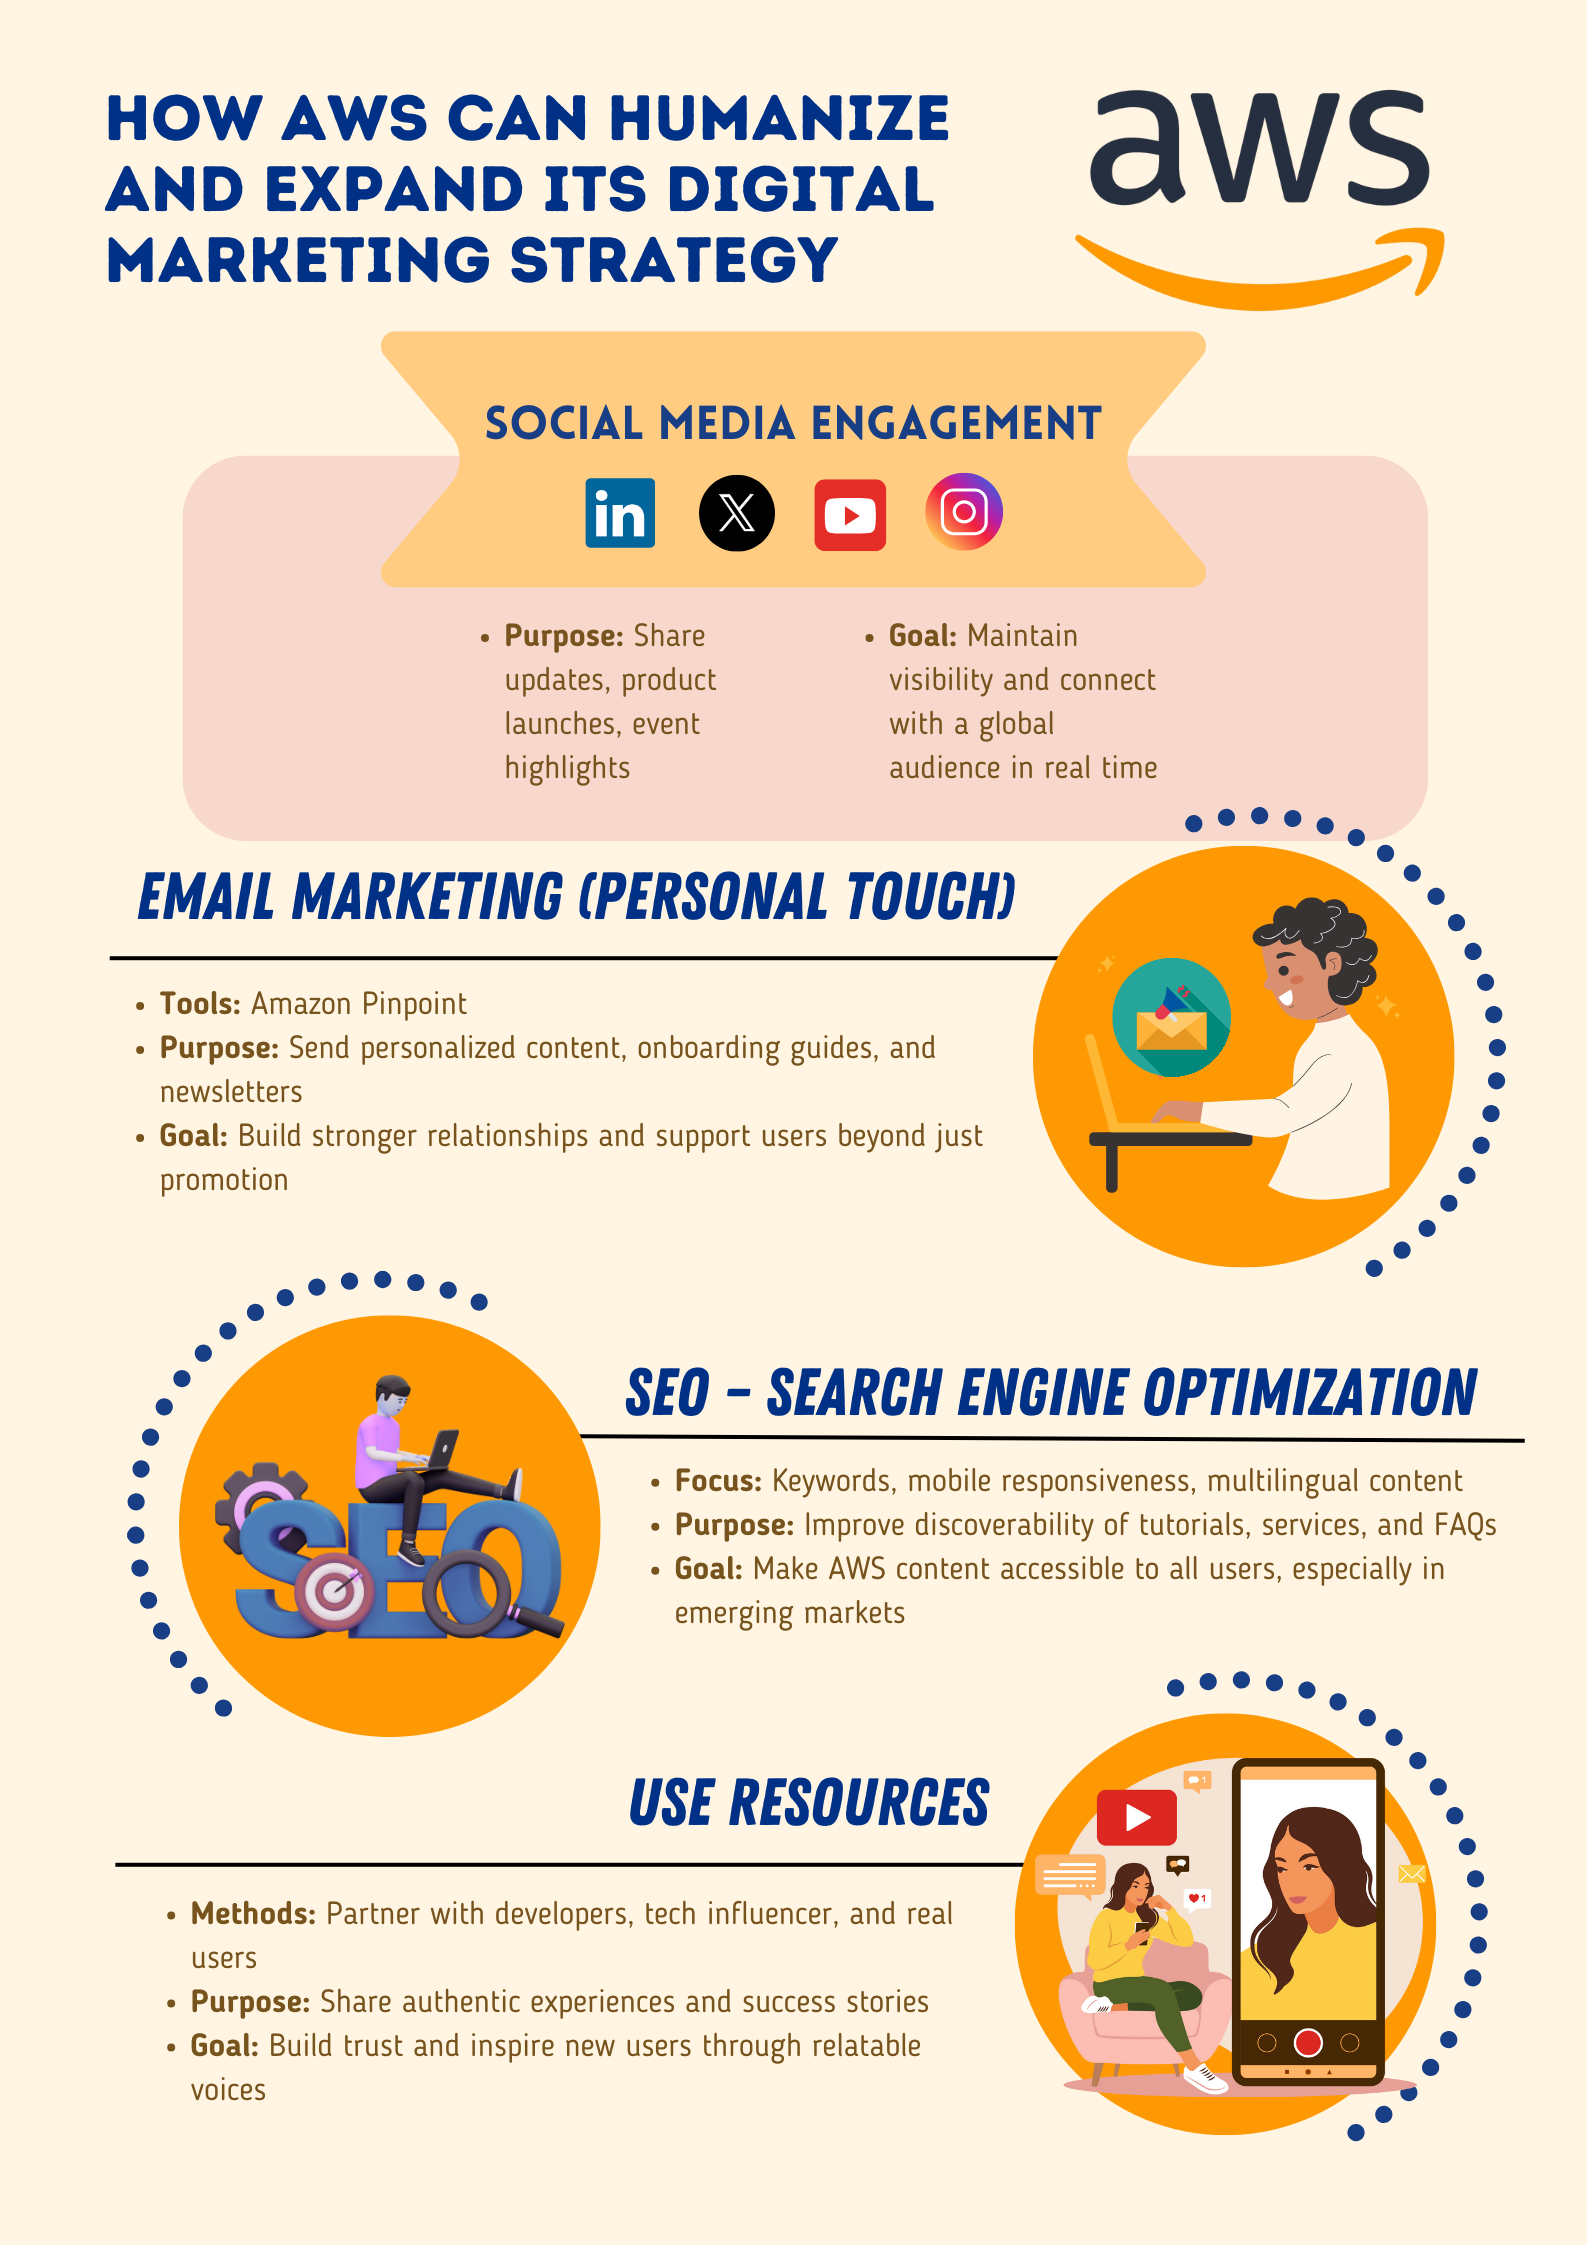 HOW AWS CAN HUMANIZE
AND EXPAND ITS DIGITAL
MARKETING STRATEGY
aws
SOCIAL MEDIA ENGAGEMENT
in
X
• Purpose: Share
updates, product
launches, event
highlights
• Goal: Maintain
visibility and connect
with a global
audience in real time
EMAIL MARKETING (PERSONAL TOUCH)
• Tools: Amazon Pinpoint
• Purpose: Send personalized content, onboarding guides, and
newsletters
• Goal: Build stronger relationships and support users beyond just
promotion
SEO
SEO – SEARCH ENGINE OPTIMIZATION
• Focus: Keywords, mobile responsiveness, multilingual content
• Purpose: Improve discoverability of tutorials, services, and FAQs
• Goal: Make AWS content accessible to all users, especially in
emerging markets
USE RESOURCES
• Methods: Partner with developers, tech influencer, and real
users
• Purpose: Share authentic experiences and success stories
• Goal: Build trust and inspire new users through relatable
voices
1
1